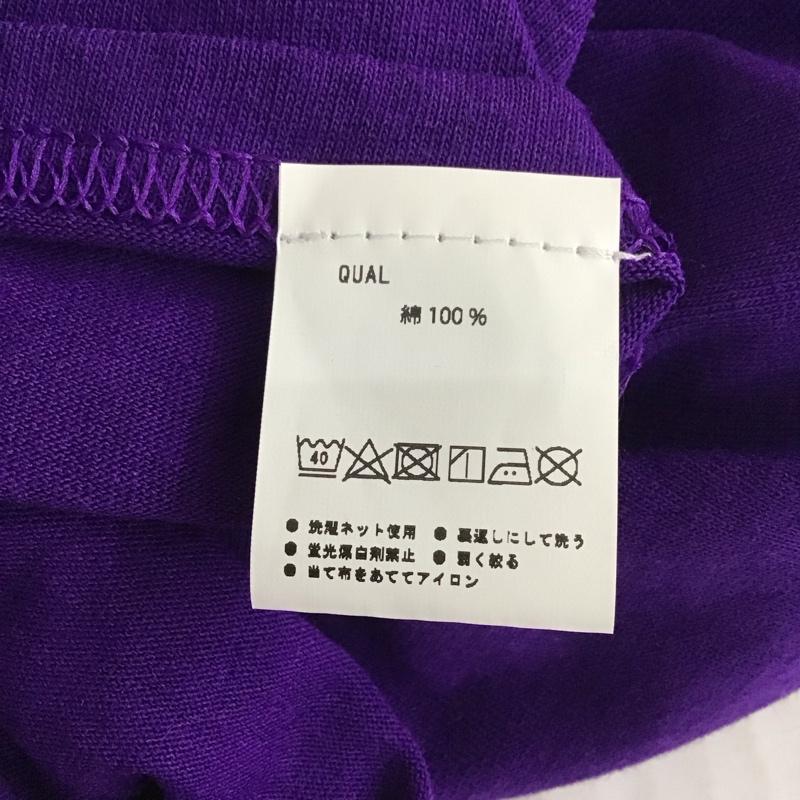 QUAL
綿 100%
40
● 洗濯ネット使用 ● 裏返しにして洗う
● 蛍光漂白剤禁止 ● 弱く絞る
● 当て布をあててアイロン